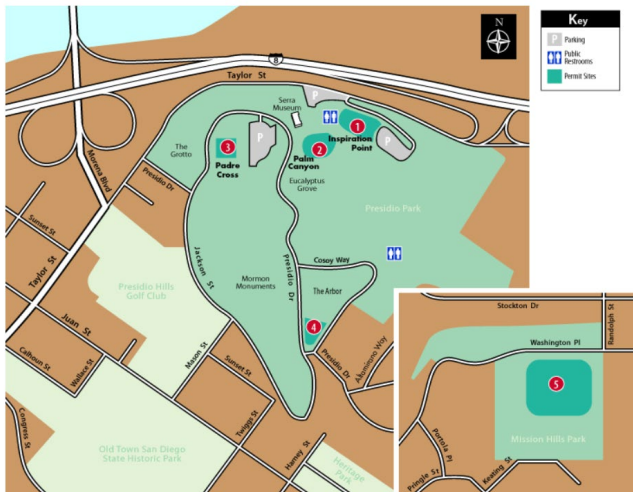 N
Key
P
Parking
Public
Restrooms
Permit Sites
8
Taylor St
Serra
Museum
P
1
Inspiration
Point
P
2
Palm
Canyon
P
3
Padre
Cross
The
Grotto
Eucalyptus
Grove
Presidio Park
Morena Blvd
Presidio Dr
Sunset St
Taylor St
Jackson St
Presidio Dr
Cosoy Way
Mormon
Monuments
The Arbor
4
Presidio Hills
Golf Club
Juan St
Mason St
Sunset St
Presidio Dr
Altamirano Way
Calhoun St
Wallace St
Congress St
Twiggs St
Harney St
Old Town San Diego
State Historic Park
Heritage
Park
Stockton Dr
Randolph St
Washington Pl
5
Mission Hills Park
Portola Pl
Pringle St
Keating St